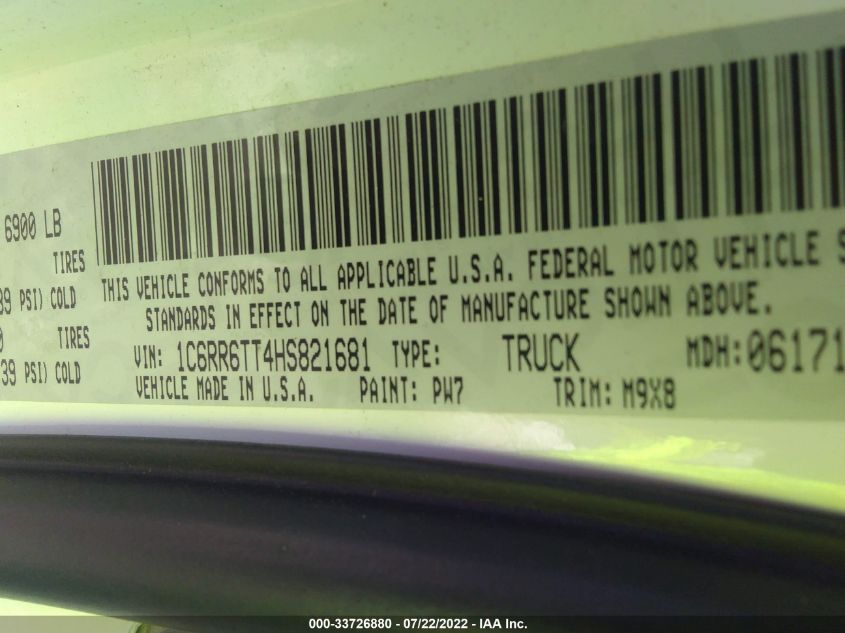 6900 LB
TIRES
39 PSI) COLD
TIRES
39 PSI) COLD
THIS VEHICLE CONFORMS TO ALL APPLICABLE U.S.A. FEDERAL MOTOR VEHICLE S
STANDARDS IN EFFECT ON THE DATE OF MANUFACTURE SHOWN ABOVE.
VIN: 1C6RR6TT4HS821681 TYPE: TRUCK MDH: 06171
VEHICLE MADE IN U.S.A. PAINT: PW7 TRIM: M9X8
000-33726880 - 07/22/2022 - IAA Inc.